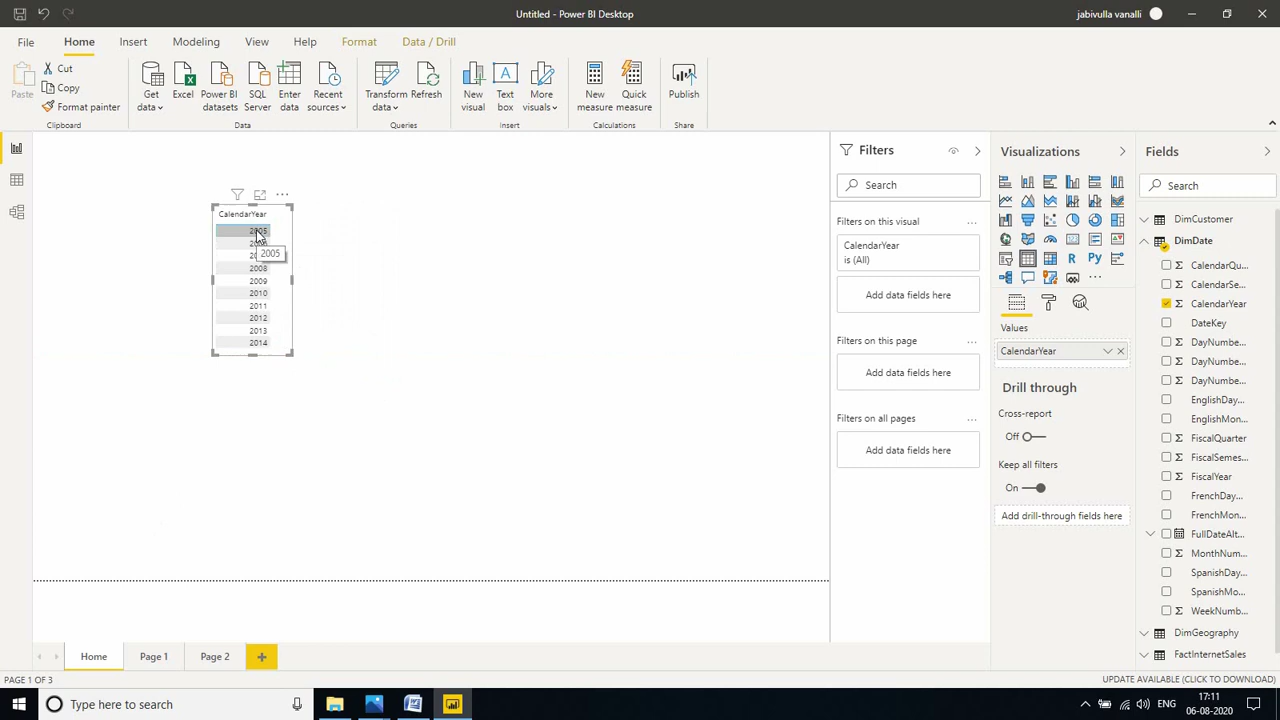 Untitled - Power BI Desktop
jabivulla vanalli
File
Home
Insert
Modeling
View
Help
Format
Data / Drill
Paste
Cut
Copy
Format painter
Clipboard
Get data
Excel
Power BI datasets
SQL Server
Enter data
Recent sources
Data
Transform data
Refresh
Queries
New visual
Text box
More visuals
Insert
New measure
Quick measure
Calculations
Publish
Share
CalendarYear
2005
2005
2008
2009
2010
2011
2012
2013
2014
Filters
Search
Filters on this visual
...
CalendarYear
is (All)
Add data fields here
Filters on this page
...
Add data fields here
Filters on all pages
...
Add data fields here
Visualizations
R
Py
...
Values
CalendarYear
Drill through
Cross-report
Off
Keep all filters
On
Add drill-through fields here
Fields
Search
DimCustomer
DimDate
CalendarQu...
CalendarSe...
CalendarYear
DateKey
DayNumbe...
DayNumbe...
DayNumbe...
EnglishDay...
EnglishMon...
FiscalQuarter
FiscalSemes...
FiscalYear
FrenchDay...
FrenchMon...
FullDateAlt...
MonthNum...
SpanishDay...
SpanishMo...
WeekNumb...
DimGeography
FactInternetSales
Home
Page 1
Page 2
PAGE 1 OF 3
UPDATE AVAILABLE (CLICK TO DOWNLOAD)
Type here to search
ENG
17:11
06-08-2020